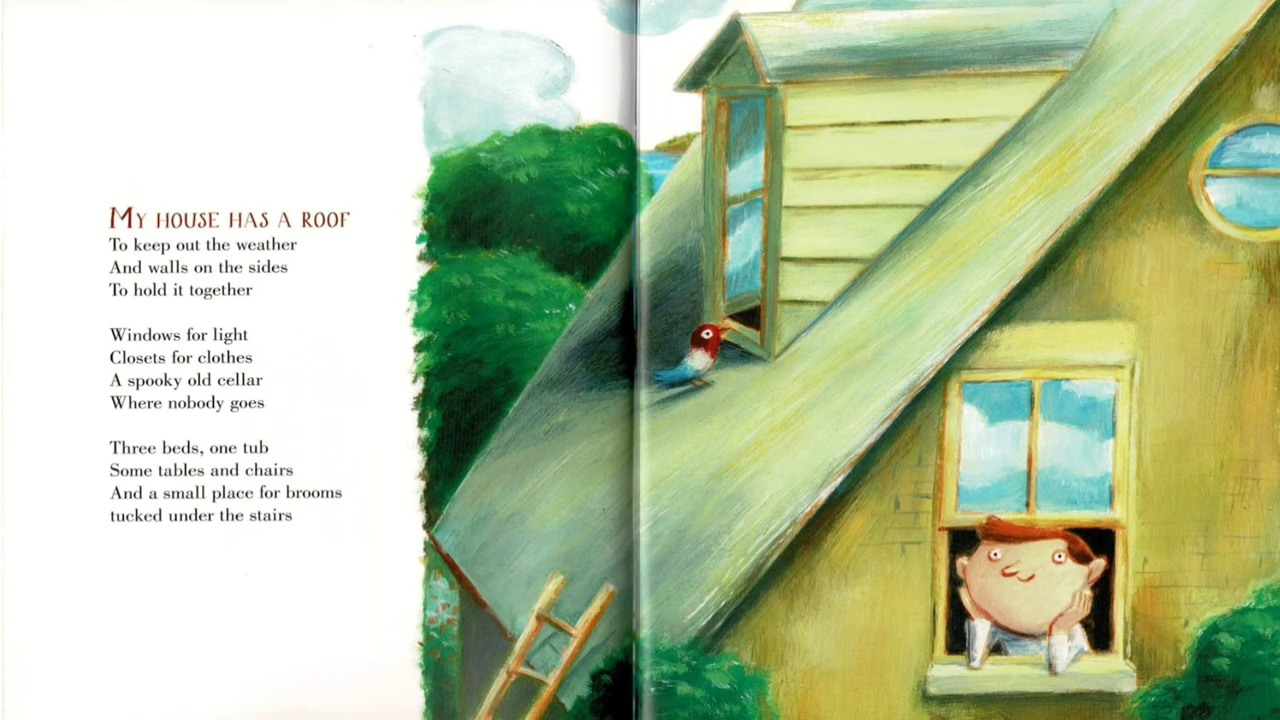 My house has a roof
To keep out the weather
And walls on the sides
To hold it together
Windows for light
Closets for clothes
A spooky old cellar
Where nobody goes
Three beds, one tub
Some tables and chairs
And a small place for brooms
tucked under the stairs